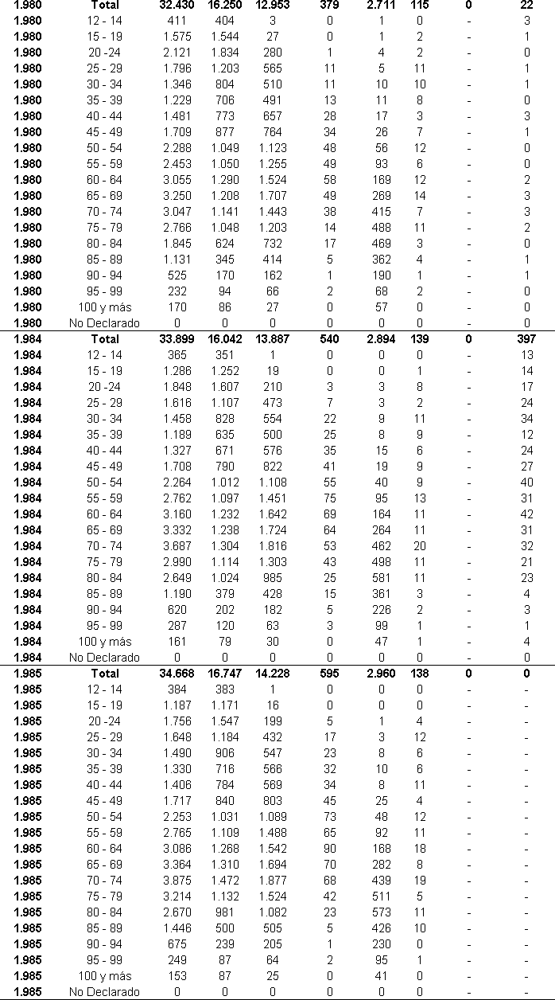 1.980 Total 32.430 16.250 12.953 379 2.711 115 0 22
1.980 12 - 14 411 404 3 0 1 0 - 3
1.980 15 - 19 1.575 1.544 27 0 1 2 - 1
1.980 20 -24 2.121 1.834 280 1 4 2 - 0
1.980 25 - 29 1.796 1.203 565 11 5 11 - 1
1.980 30 - 34 1.346 804 510 11 10 10 - 1
1.980 35 - 39 1.229 706 491 13 11 8 - 0
1.980 40 - 44 1.481 773 657 28 17 3 - 3
1.980 45 - 49 1.709 877 764 34 26 7 - 1
1.980 50 - 54 2.288 1.049 1.123 48 56 12 - 0
1.980 55 - 59 2.453 1.050 1.255 49 93 6 - 0
1.980 60 - 64 3.055 1.290 1.524 58 169 12 - 2
1.980 65 - 69 3.250 1.208 1.707 49 269 14 - 3
1.980 70 - 74 3.047 1.141 1.443 38 415 7 - 3
1.980 75 - 79 2.766 1.048 1.203 14 488 11 - 2
1.980 80 - 84 1.845 624 732 17 469 3 - 0
1.980 85 - 89 1.131 345 414 5 362 4 - 1
1.980 90 - 94 525 170 162 1 190 1 - 1
1.980 95 - 99 232 94 66 2 68 2 - 0
1.980 100 y más 170 86 27 0 57 0 - 0
1.980 No Declarado 0 0 0 0 0 0 - 0
1.984 Total 33.899 16.042 13.887 540 2.894 139 0 397
1.984 12 - 14 365 351 1 0 0 0 - 13
1.984 15 - 19 1.286 1.252 19 0 0 1 - 14
1.984 20 -24 1.848 1.607 210 3 3 8 - 17
1.984 25 - 29 1.616 1.107 473 7 3 2 - 24
1.984 30 - 34 1.458 828 554 22 9 11 - 34
1.984 35 - 39 1.189 635 500 25 8 9 - 12
1.984 40 - 44 1.327 671 576 35 15 6 - 24
1.984 45 - 49 1.708 790 822 41 19 9 - 27
1.984 50 - 54 2.264 1.012 1.108 55 40 9 - 40
1.984 55 - 59 2.762 1.097 1.451 75 95 13 - 31
1.984 60 - 64 3.160 1.232 1.642 69 164 11 - 42
1.984 65 - 69 3.332 1.238 1.724 64 264 11 - 31
1.984 70 - 74 3.687 1.304 1.816 53 462 20 - 32
1.984 75 - 79 2.990 1.114 1.303 43 498 11 - 21
1.984 80 - 84 2.649 1.024 985 25 581 11 - 23
1.984 85 - 89 1.190 379 428 15 361 3 - 4
1.984 90 - 94 620 202 182 5 226 2 - 3
1.984 95 - 99 287 120 63 3 99 1 - 1
1.984 100 y más 161 79 30 0 47 1 - 4
1.984 No Declarado 0 0 0 0 0 0 - 0
1.985 Total 34.668 16.747 14.228 595 2.960 138 0 0
1.985 12 - 14 384 383 1 0 0 0 - -
1.985 15 - 19 1.187 1.171 16 0 0 0 - -
1.985 20 -24 1.756 1.547 199 5 1 4 - -
1.985 25 - 29 1.648 1.184 432 17 3 12 - -
1.985 30 - 34 1.490 906 547 23 8 6 - -
1.985 35 - 39 1.330 716 566 32 10 6 - -
1.985 40 - 44 1.406 784 569 34 8 11 - -
1.985 45 - 49 1.717 840 803 45 25 4 - -
1.985 50 - 54 2.253 1.031 1.089 73 48 12 - -
1.985 55 - 59 2.765 1.109 1.488 65 92 11 - -
1.985 60 - 64 3.086 1.268 1.542 90 168 18 - -
1.985 65 - 69 3.364 1.310 1.694 70 282 8 - -
1.985 70 - 74 3.875 1.472 1.877 68 439 19 - -
1.985 75 - 79 3.214 1.132 1.524 42 511 5 - -
1.985 80 - 84 2.670 981 1.082 23 573 11 - -
1.985 85 - 89 1.446 500 505 5 426 10 - -
1.985 90 - 94 675 239 205 1 230 0 - -
1.985 95 - 99 249 87 64 2 95 1 - -
1.985 100 y más 153 87 25 0 41 0 - -
1.985 No Declarado 0 0 0 0 0 0 - -